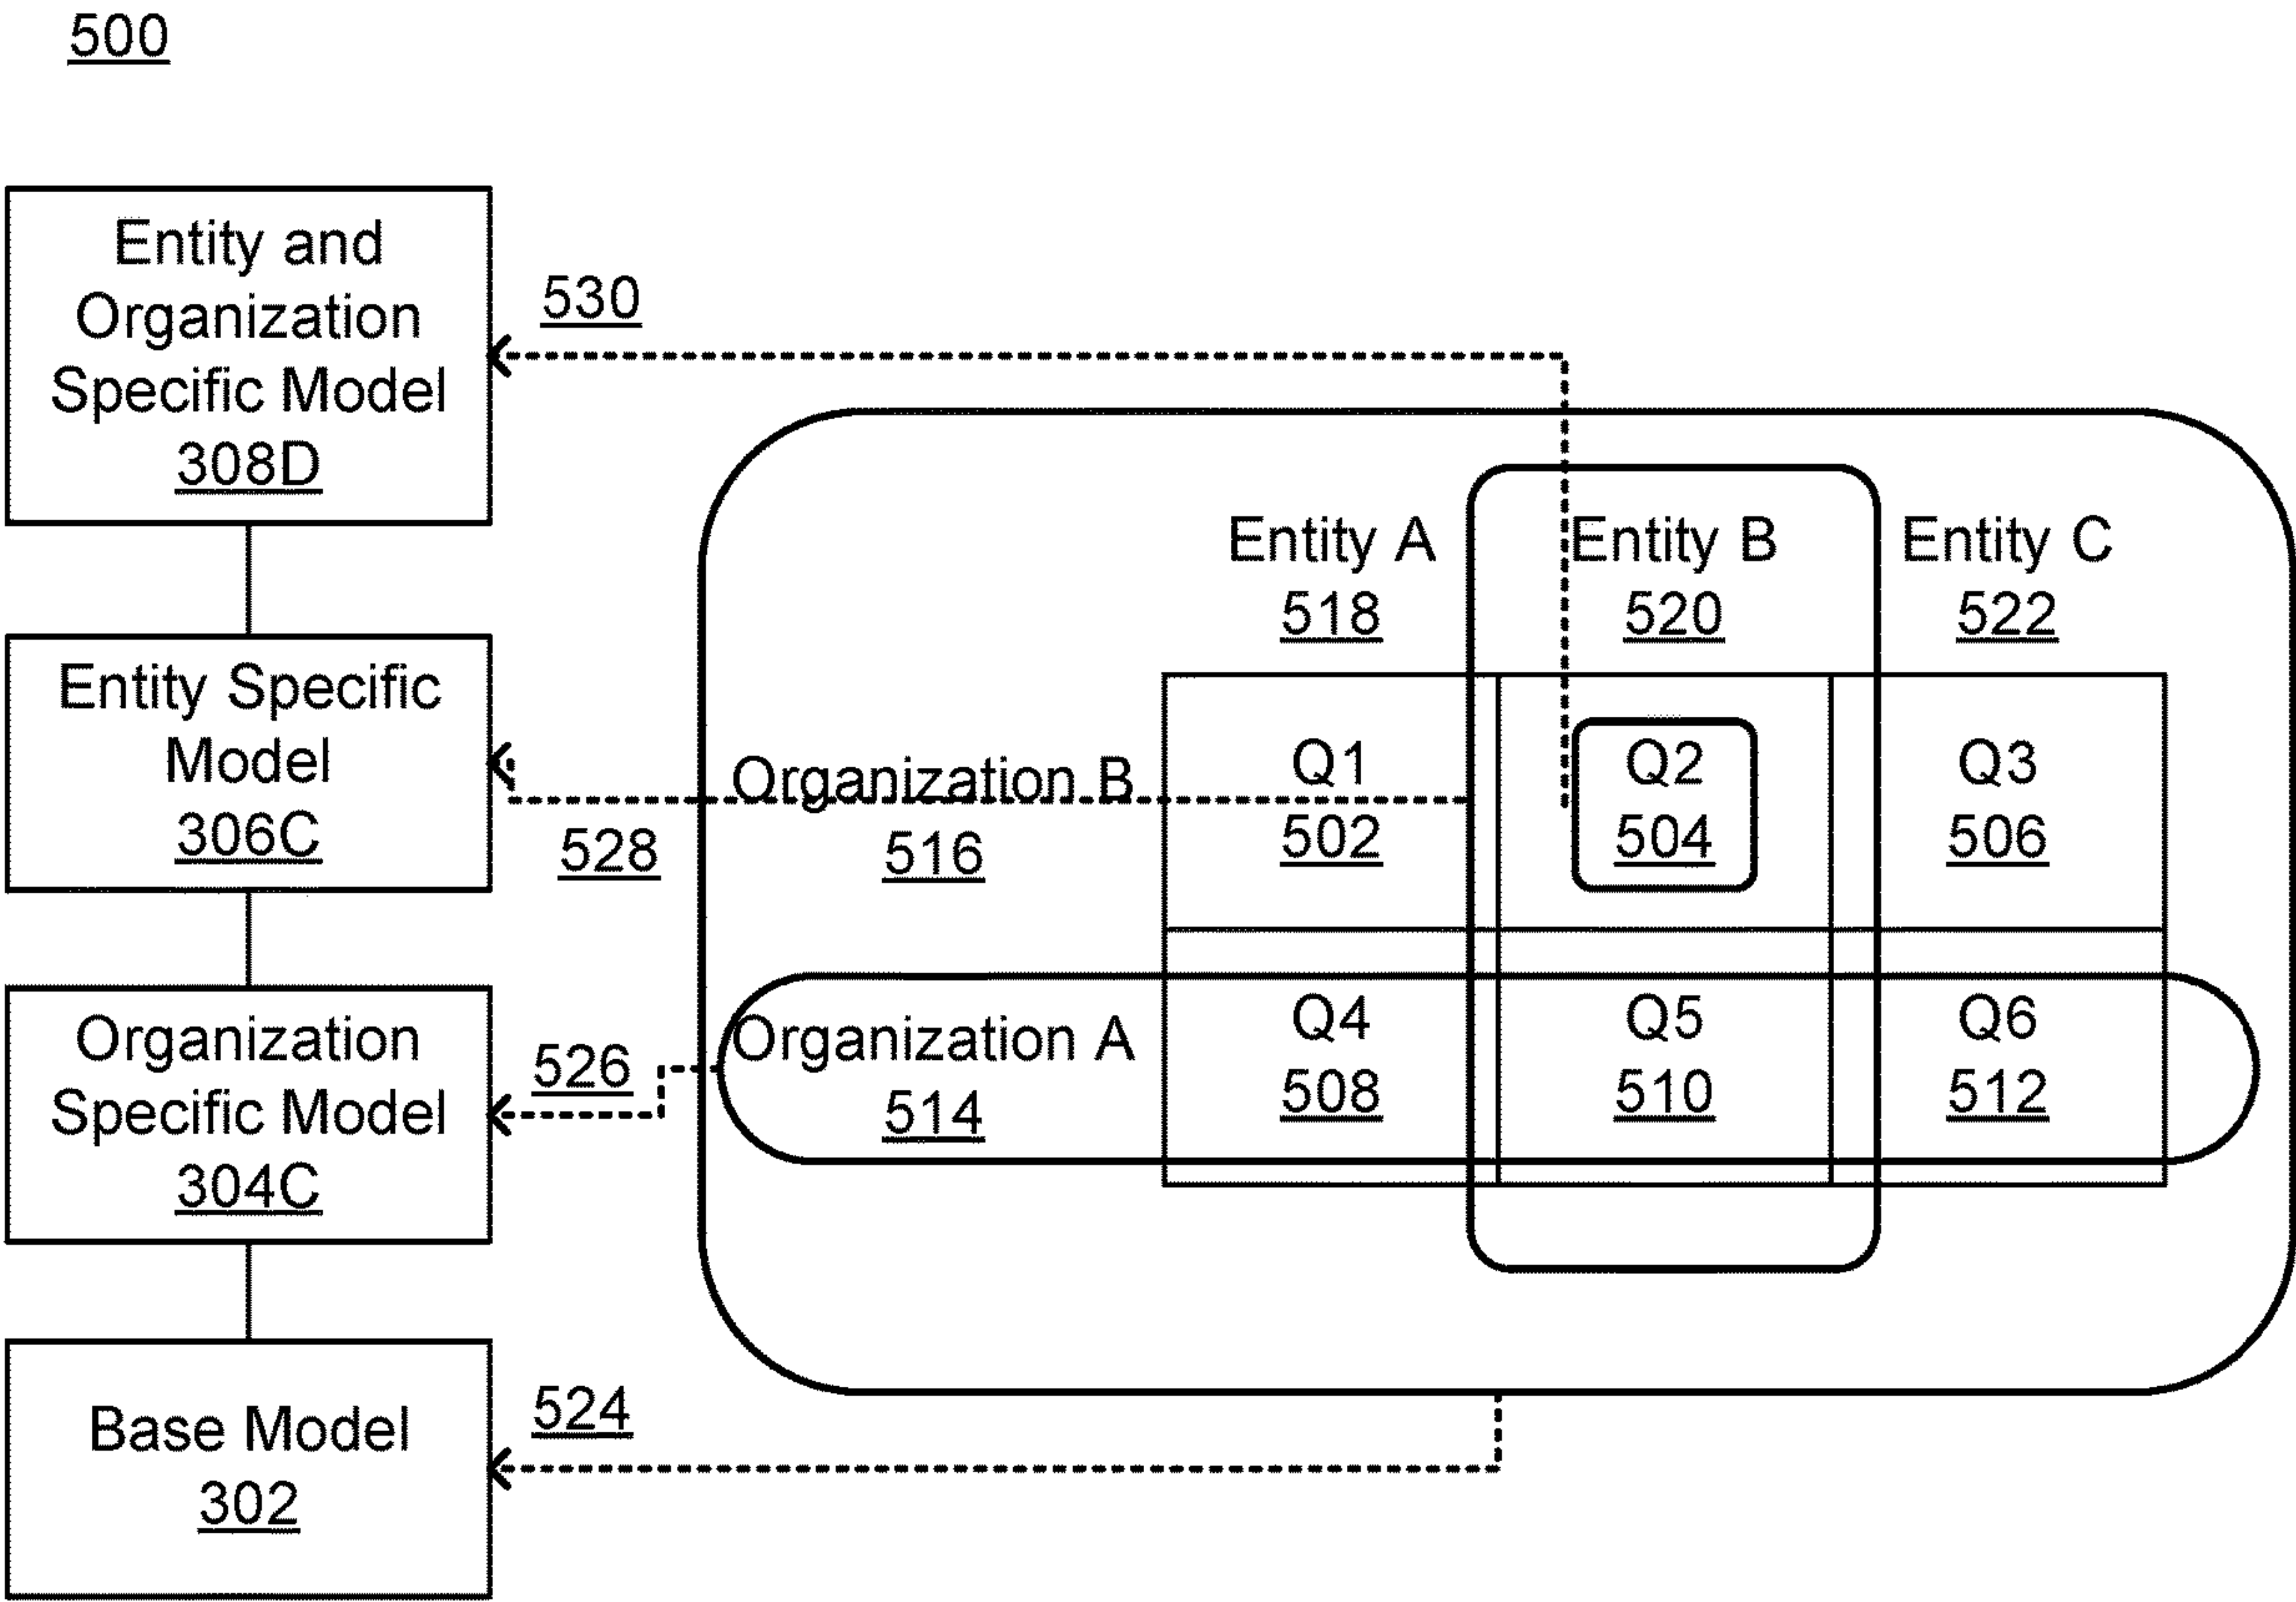 500
Entity and
Organization
Specific Model
308D
530
Entity Specific
Model
306C
528
Organization
Specific Model
304C
526
Base Model
302
524
Entity A
518
Entity B
520
Entity C
522
Organization B
516
Q1
502
Q2
504
Q3
506
Organization A
514
Q4
508
Q5
510
Q6
512